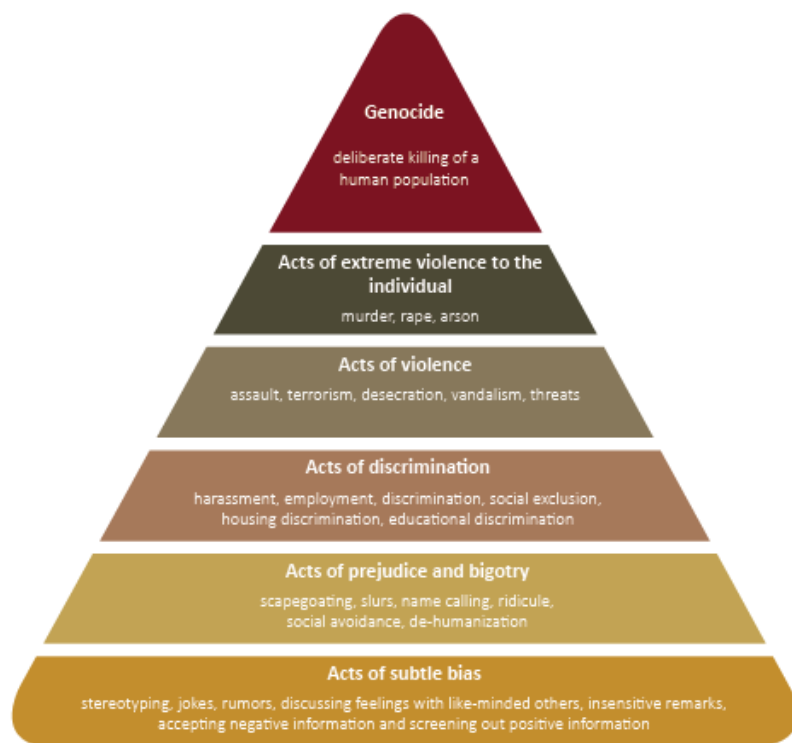 Genocide
deliberate killing of a
human population
Acts of extreme violence to the
individual
murder, rape, arson
Acts of violence
assault, terrorism, desecration, vandalism, threats
Acts of discrimination
harassment, employment, discrimination, social exclusion,
housing discrimination, educational discrimination
Acts of prejudice and bigotry
scapegoating, slurs, name calling, ridicule,
social avoidance, de-humanization
Acts of subtle bias
stereotyping, jokes, rumors, discussing feelings with like-minded others, insensitive remarks,
accepting negative information and screening out positive information